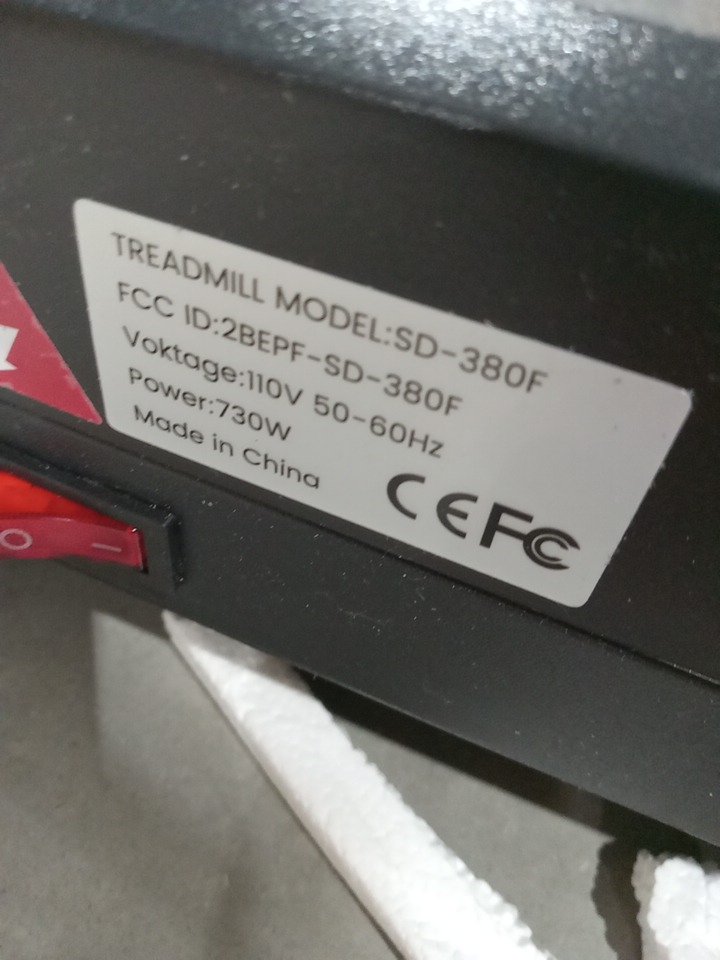 TREADMILL MODEL:SD-380F
FCC ID:2BEPF-SD-380F
Voktage:110V 50-60Hz
Power:730W
Made in China
CE FC